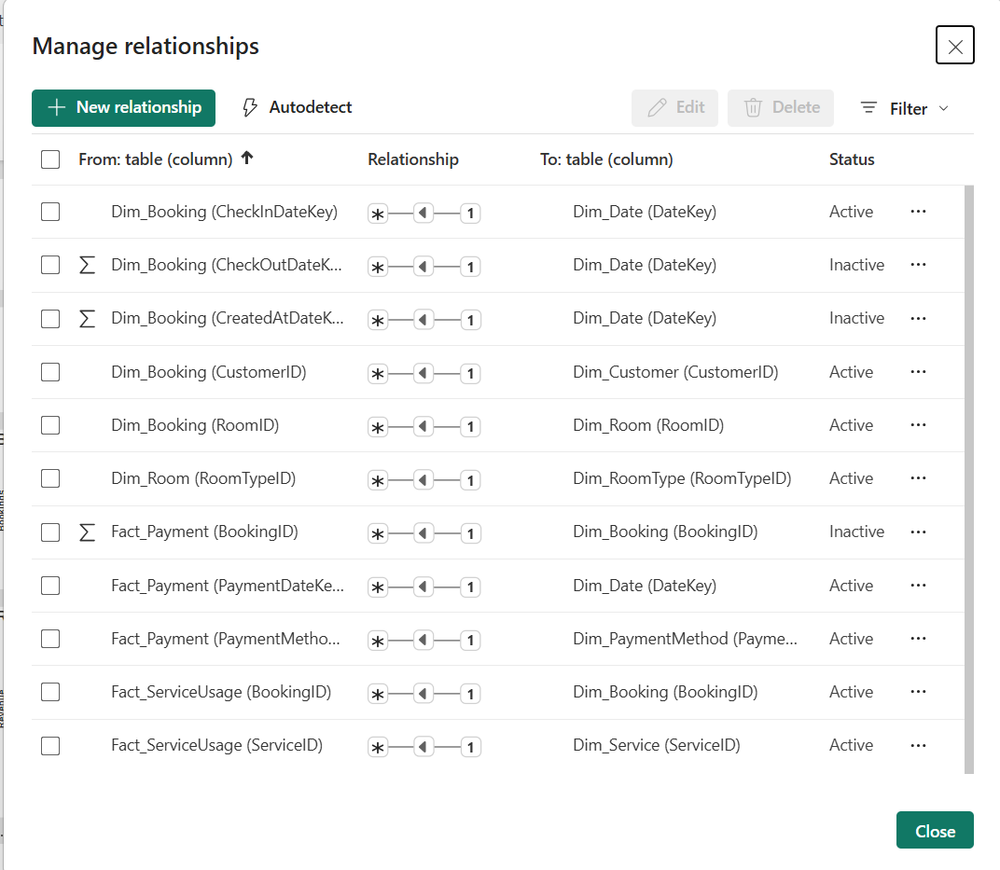 Manage relationships
New relationship Autodetect Edit Delete Filter
From: table (column) Relationship To: table (column) Status
Dim_Booking (CheckInDateKey) * 1 Dim_Date (DateKey) Active ...
Σ Dim_Booking (CheckOutDateK... * 1 Dim_Date (DateKey) Inactive ...
Σ Dim_Booking (CreatedAtDateK... * 1 Dim_Date (DateKey) Inactive ...
Dim_Booking (CustomerID) * 1 Dim_Customer (CustomerID) Active ...
Dim_Booking (RoomID) * 1 Dim_Room (RoomID) Active ...
Dim_Room (RoomTypeID) * 1 Dim_RoomType (RoomTypeID) Active ...
Σ Fact_Payment (BookingID) * 1 Dim_Booking (BookingID) Inactive ...
Fact_Payment (PaymentDateKe... * 1 Dim_Date (DateKey) Active ...
Fact_Payment (PaymentMetho... * 1 Dim_PaymentMethod (Payme... Active ...
Fact_ServiceUsage (BookingID) * 1 Dim_Booking (BookingID) Active ...
Fact_ServiceUsage (ServiceID) * 1 Dim_Service (ServiceID) Active ...
Close